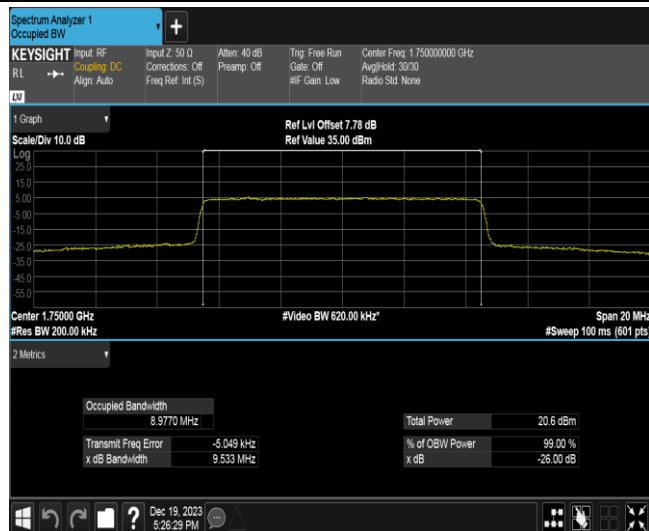 Spectrum Analyzer 1
Occupied BW
+
KEYSIGHT Input: RF Input Z: 50 Ω Atten: 40 dB Trig: Free Run Center Freq: 1.750000000 GHz
RL Coupling: DC Corrections: Off Preamp: Off Gate: Off Avg|Hold: 30/30
Align: Auto Freq Ref: Int (S) #IF Gain: Low Radio Std: None
1 Graph
Ref Lvl Offset 7.78 dB
Scale/Div 10.0 dB Ref Value 35.00 dBm
Log
25.0
15.0
5.00
-5.00
-15.0
-25.0
-35.0
-45.0
-55.0
Center 1.75000 GHz #Video BW 620.00 kHz* Span 20 MHz
#Res BW 200.00 kHz #Sweep 100 ms (601 pts)
2 Metrics
Occupied Bandwidth
8.9770 MHz Total Power 20.6 dBm
Transmit Freq Error -5.049 kHz % of OBW Power 99.00 %
x dB Bandwidth 9.533 MHz x dB -26.00 dB
? Dec 19, 2023
5:26:29 PM